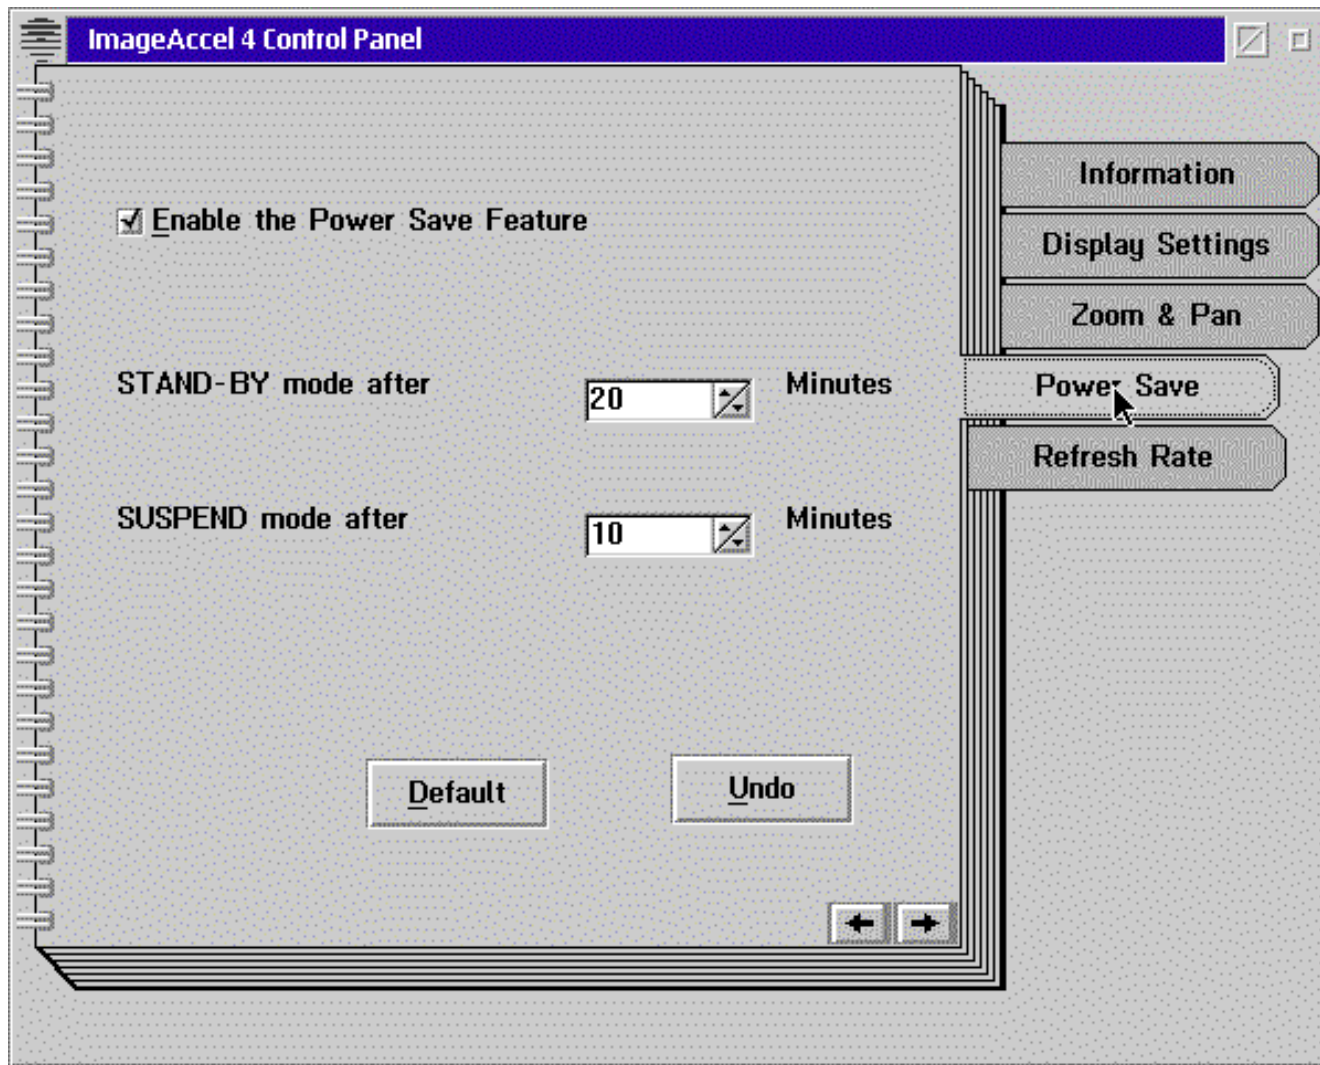 ImageAccel 4 Control Panel
Information
Display Settings
Zoom & Pan
Power Save
Refresh Rate
Enable the Power Save Feature
STAND-BY mode after 20 Minutes
SUSPEND mode after 10 Minutes
Default Undo